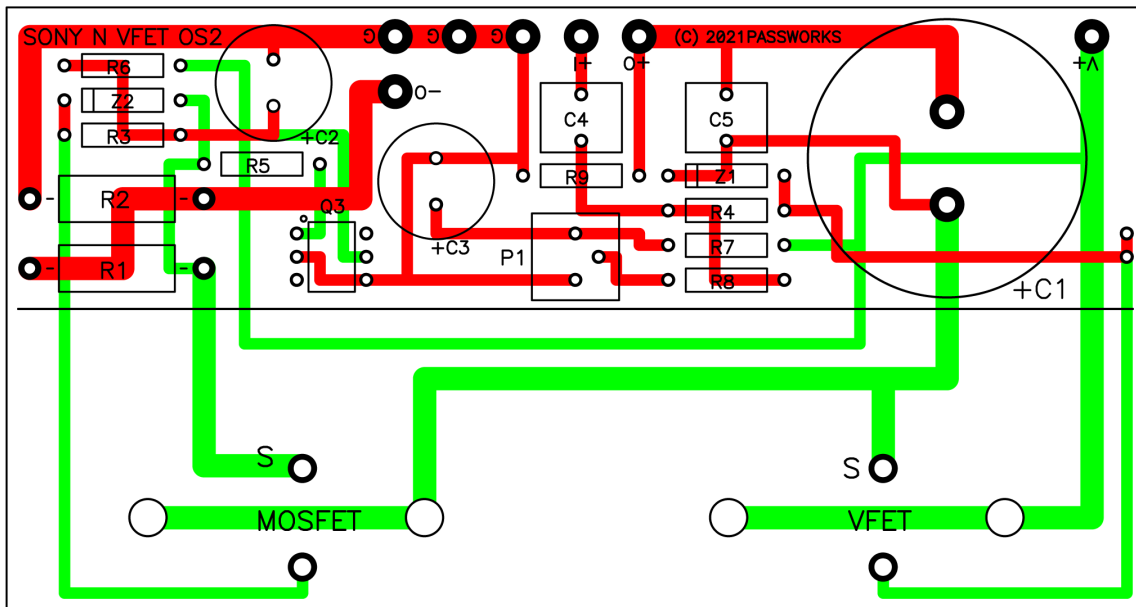 SONY N VFET OS2
G
G
G
I+
O+
(C) 2021PASSWORKS
V+
R6
O-
Z2
C4
C5
R3
+C2
R5
R9
Z1
R2
- -
Q3
R4
+C3
P1
R7
R1
- -
R8
+C1
S
S
MOSFET
VFET